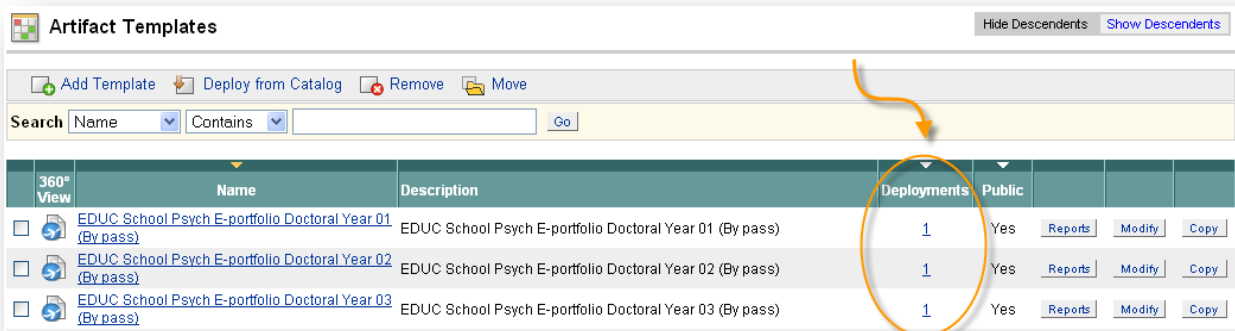 Artifact Templates
Hide Descendents Show Descendents
Add Template Deploy from Catalog Remove Move
Search Name Contains Go
360° View Name Description Deployments Public
EDUC School Psych E-portfolio Doctoral Year 01 (By pass) EDUC School Psych E-portfolio Doctoral Year 01 (By pass) 1 Yes Reports Modify Copy
EDUC School Psych E-portfolio Doctoral Year 02 (By pass) EDUC School Psych E-portfolio Doctoral Year 02 (By pass) 1 Yes Reports Modify Copy
EDUC School Psych E-portfolio Doctoral Year 03 (By pass) EDUC School Psych E-portfolio Doctoral Year 03 (By pass) 1 Yes Reports Modify Copy